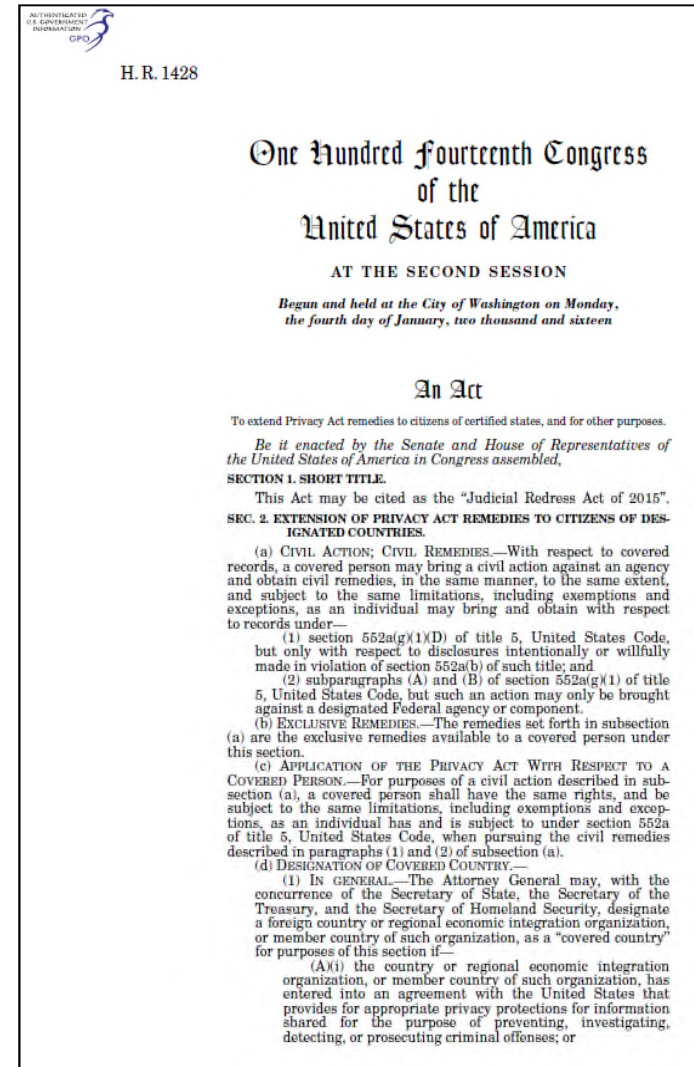 AUTHENTICATED
U.S. GOVERNMENT
INFORMATION
GPO
H. R. 1428
One Hundred Fourteenth Congress
of the
United States of America
AT THE SECOND SESSION
Begun and held at the City of Washington on Monday,
the fourth day of January, two thousand and sixteen
An Act
To extend Privacy Act remedies to citizens of certified states, and for other purposes.
Be it enacted by the Senate and House of Representatives of
the United States of America in Congress assembled,
SECTION 1. SHORT TITLE.
This Act may be cited as the “Judicial Redress Act of 2015”.
SEC. 2. EXTENSION OF PRIVACY ACT REMEDIES TO CITIZENS OF DES-
IGNATED COUNTRIES.
(a) CIVIL ACTION; CIVIL REMEDIES.—With respect to covered
records, a covered person may bring a civil action against an agency
and obtain civil remedies, in the same manner, to the same extent,
and subject to the same limitations, including exemptions and
exceptions, as an individual may bring and obtain with respect
to records under—
(1) section 552a(g)(1)(D) of title 5, United States Code,
but only with respect to disclosures intentionally or willfully
made in violation of section 552a(b) of such title; and
(2) subparagraphs (A) and (B) of section 552a(g)(1) of title
5, United States Code, but such an action may only be brought
against a designated Federal agency or component.
(b) EXCLUSIVE REMEDIES.—The remedies set forth in subsection
(a) are the exclusive remedies available to a covered person under
this section.
(c) APPLICATION OF THE PRIVACY ACT WITH RESPECT TO A
COVERED PERSON.—For purposes of a civil action described in sub-
section (a), a covered person shall have the same rights, and be
subject to the same limitations, including exemptions and excep-
tions, as an individual has and is subject to under section 552a
of title 5, United States Code, when pursuing the civil remedies
described in paragraphs (1) and (2) of subsection (a).
(d) DESIGNATION OF COVERED COUNTRY.—
(1) IN GENERAL.—The Attorney General may, with the
concurrence of the Secretary of State, the Secretary of the
Treasury, and the Secretary of Homeland Security, designate
a foreign country or regional economic integration organization,
or member country of such organization, as a “covered country”
for purposes of this section if—
(A)(i) the country or regional economic integration
organization, or member country of such organization, has
entered into an agreement with the United States that
provides for appropriate privacy protections for information
shared for the purpose of preventing, investigating,
detecting, or prosecuting criminal offenses; or